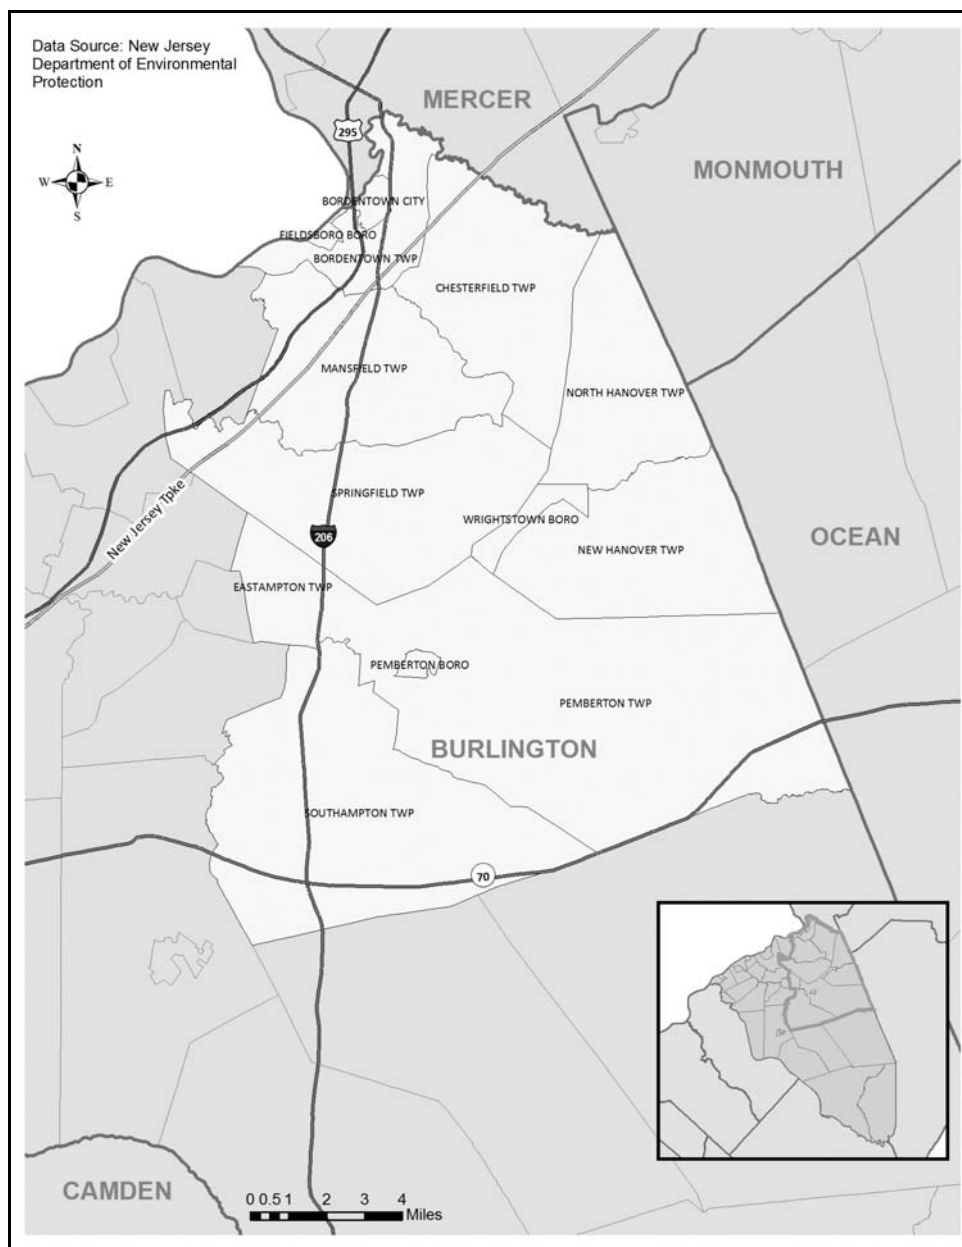 Data Source: New Jersey
Department of Environmental
Protection
MERCER
295
N
W E
S
MONMOUTH
BORDENTOWN CITY
FIELDSBORO BORO
BORDENTOWN TWP
CHESTERFIELD TWP
MANSFIELD TWP
NORTH HANOVER TWP
New Jersey Tpke
SPRINGFIELD TWP
WRIGHTSTOWN BORO
206
OCEAN
NEW HANOVER TWP
EASTAMPTON TWP
PEMBERTON BORO
PEMBERTON TWP
BURLINGTON
SOUTHAMPTON TWP
70
CAMDEN
0 0.5 1 2 3 4
Miles